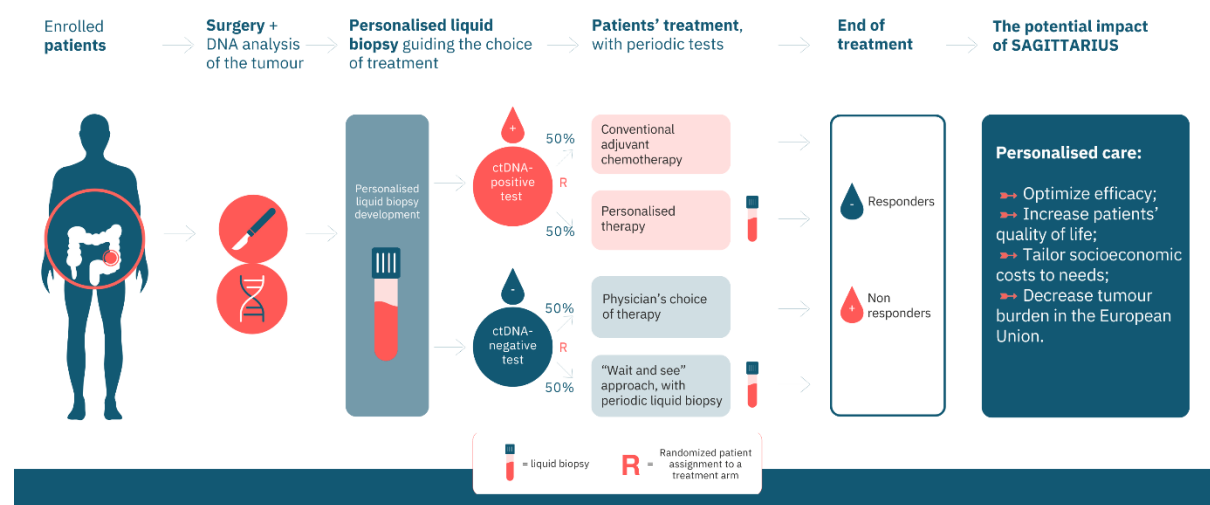 Enrolled
patients
Surgery +
DNA analysis
of the tumour
Personalised liquid
biopsy guiding the choice
of treatment
Patients’ treatment,
with periodic tests
End of
treatment
The potential impact
of SAGITTARIUS
Personalised
liquid biopsy
development
+
ctDNA-
positive
test
50%
R
50%
Conventional
adjuvant
chemotherapy
Personalised
therapy
-
ctDNA-
negative
test
50%
R
50%
Physician’s choice
of therapy
“Wait and see”
approach, with
periodic liquid biopsy
- Responders
+ Non
responders
Personalised care:
Optimize efficacy;
Increase patients’
quality of life;
Tailor socioeconomic
costs to needs;
Decrease tumour
burden in the European
Union.
= liquid biopsy
R = Randomized patient
assignment to a
treatment arm